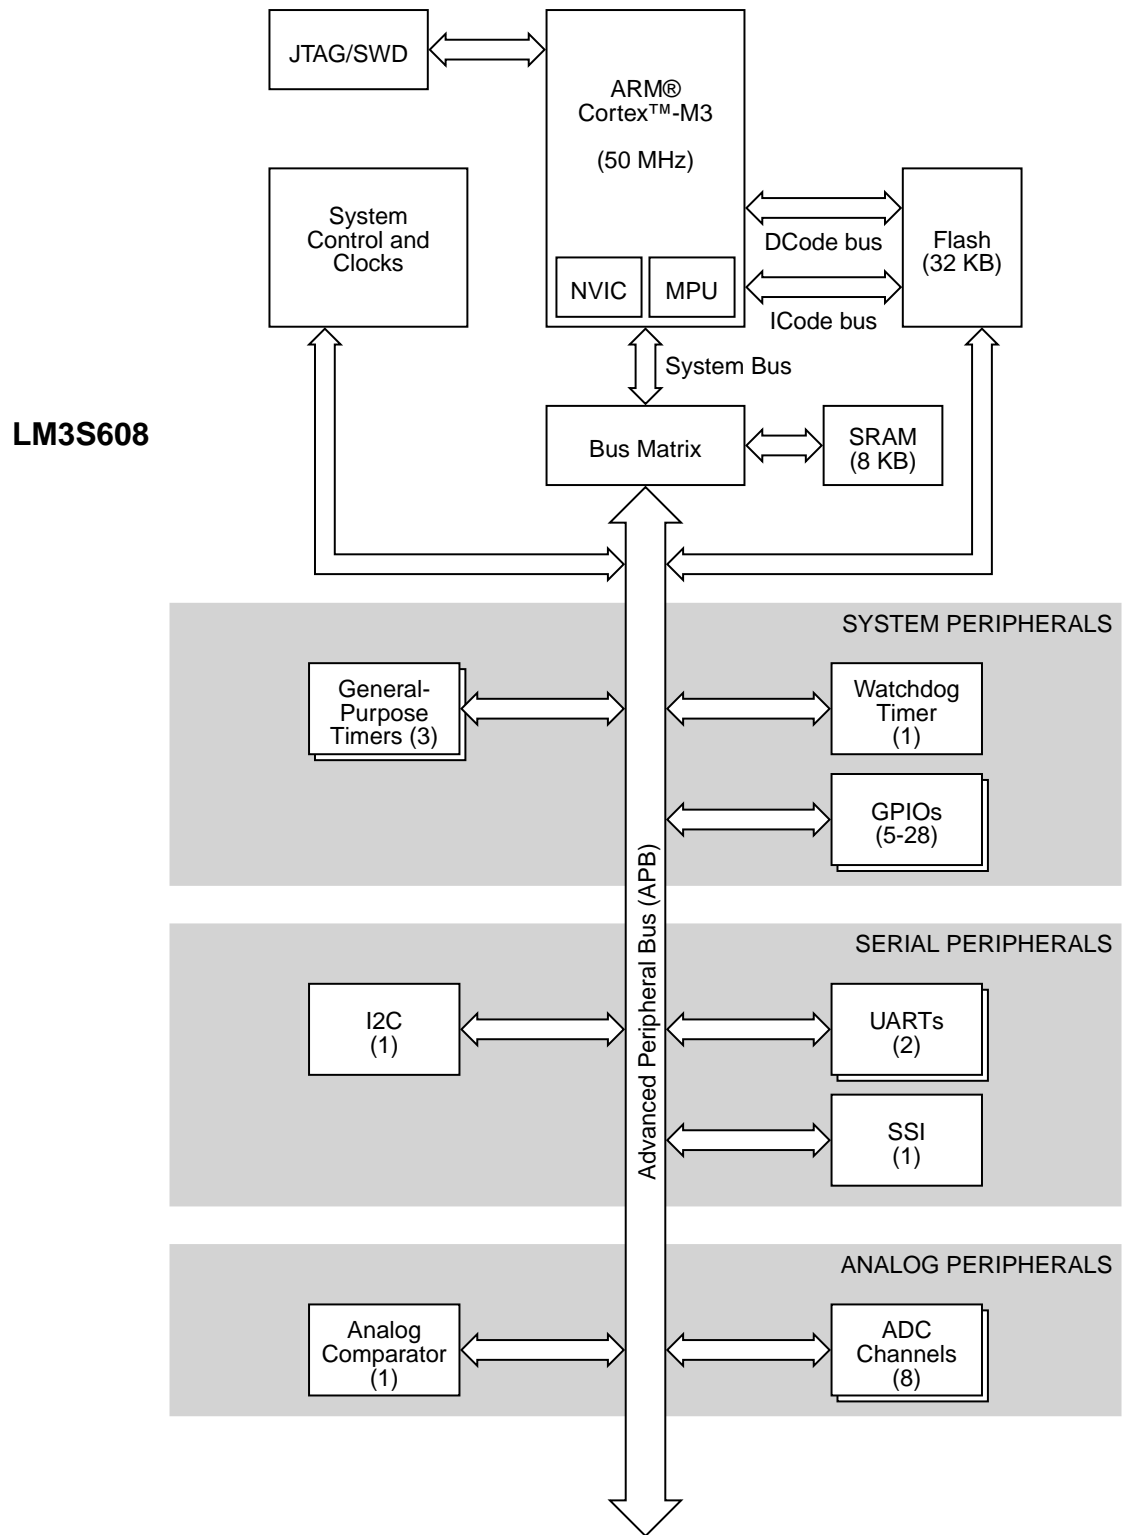 JTAG/SWD
ARM®
Cortex™-M3
(50 MHz)
System
Control and
Clocks
DCode bus
Flash
(32 KB)
NVIC
MPU
ICode bus
System Bus
LM3S608
Bus Matrix
SRAM
(8 KB)
SYSTEM PERIPHERALS
General-
Purpose
Timers (3)
Watchdog
Timer
(1)
GPIOs
(5-28)
Advanced Peripheral Bus (APB)
SERIAL PERIPHERALS
I2C
(1)
UARTs
(2)
SSI
(1)
ANALOG PERIPHERALS
Analog
Comparator
(1)
ADC
Channels
(8)